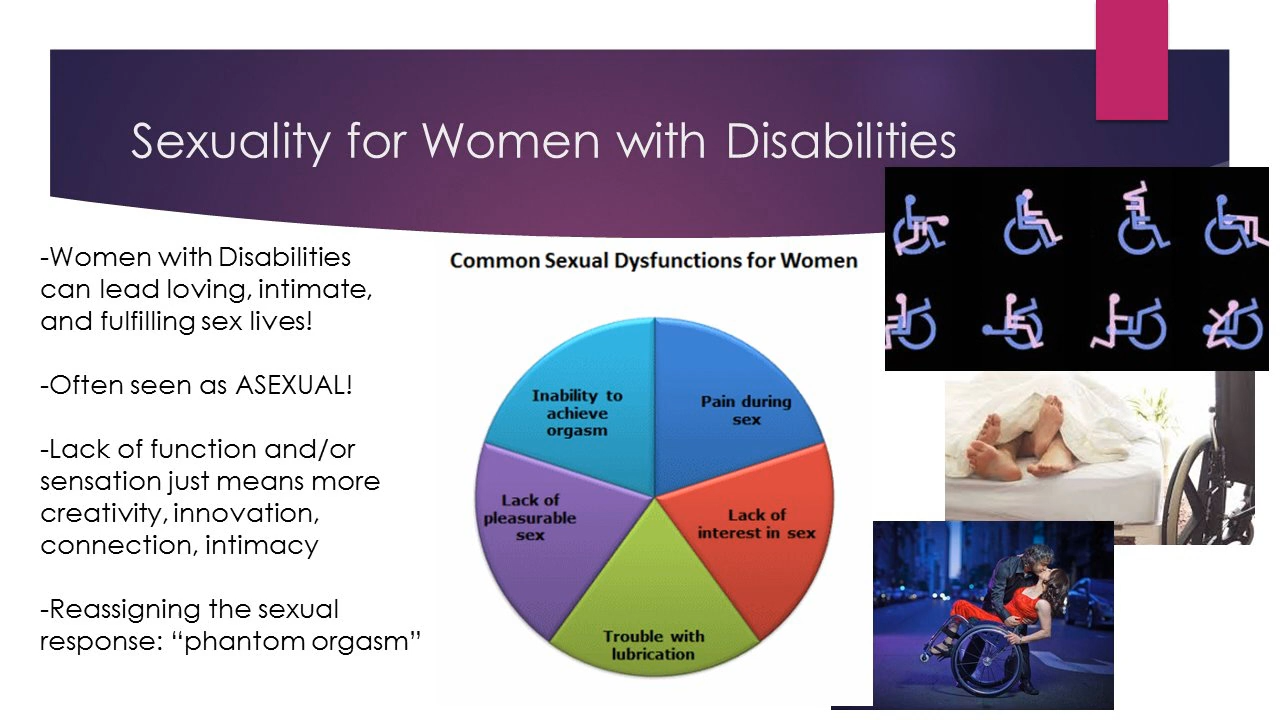 Sexuality for Women with Disabilities
-Women with Disabilities
can lead loving, intimate,
and fulfilling sex lives!
-Often seen as ASEXUAL!
-Lack of function and/or
sensation just means more
creativity, innovation,
connection, intimacy
-Reassigning the sexual
response: “phantom orgasm”
Common Sexual Dysfunctions for Women
Inability to
achieve
orgasm
Pain during
sex
Lack of
pleasurable
sex
Lack of
interest in sex
Trouble with
lubrication